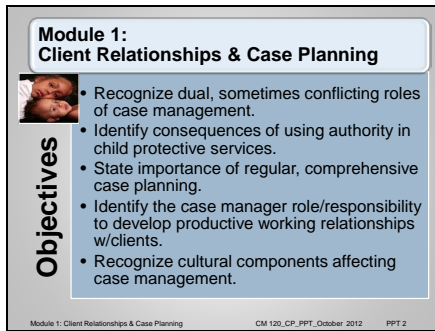 Module 1:
Client Relationships & Case Planning
Objectives
• Recognize dual, sometimes conflicting roles
of case management.
• Identify consequences of using authority in
child protective services.
• State importance of regular, comprehensive
case planning.
• Identify the case manager role/responsibility
to develop productive working relationships
w/clients.
• Recognize cultural components affecting
case management.
Module 1: Client Relationships & Case Planning CM 120_CP_PPT_October 2012 PPT 2